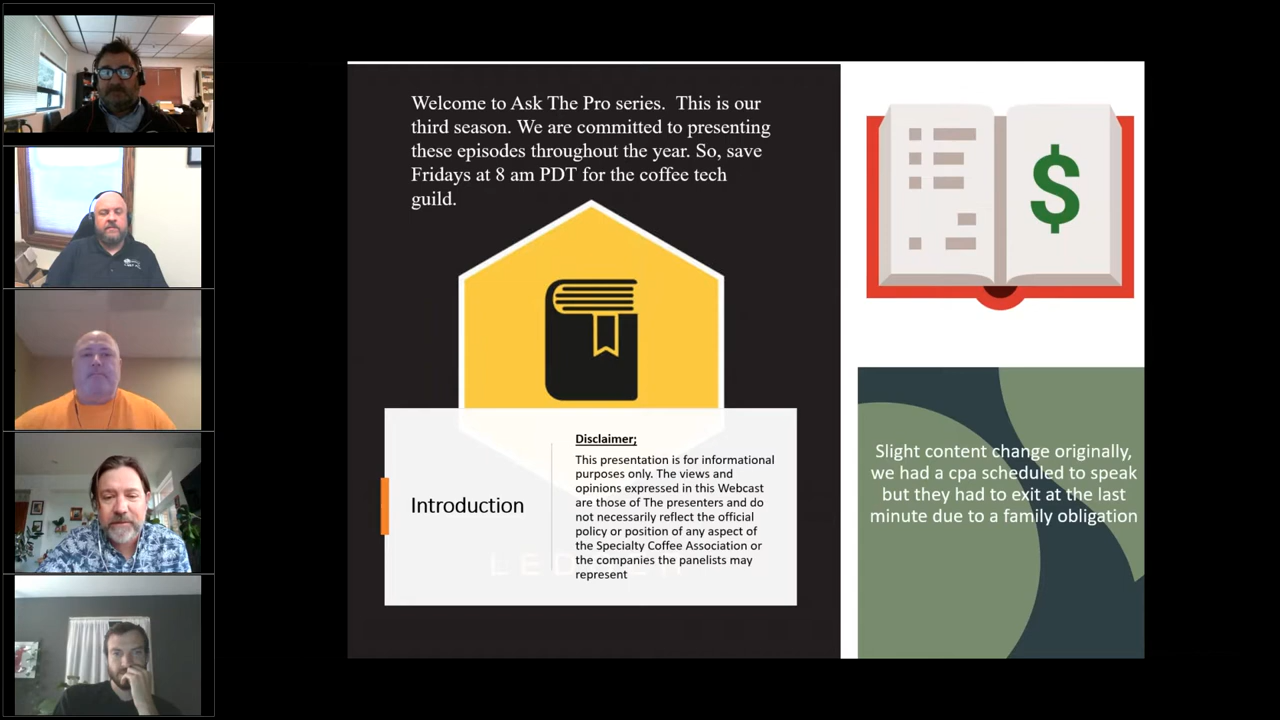 Welcome to Ask The Pro series. This is our
third season. We are committed to presenting
these episodes throughout the year. So, save
Fridays at 8 am PDT for the coffee tech
guild.
Introduction
Disclaimer;
This presentation is for informational
purposes only. The views and
opinions expressed in this Webcast
are those of The presenters and do
not necessarily reflect the official
policy or position of any aspect of
the Specialty Coffee Association or
the companies the panelists may
represent
$
Slight content change originally,
we had a cpa scheduled to speak
but they had to exit at the last
minute due to a family obligation